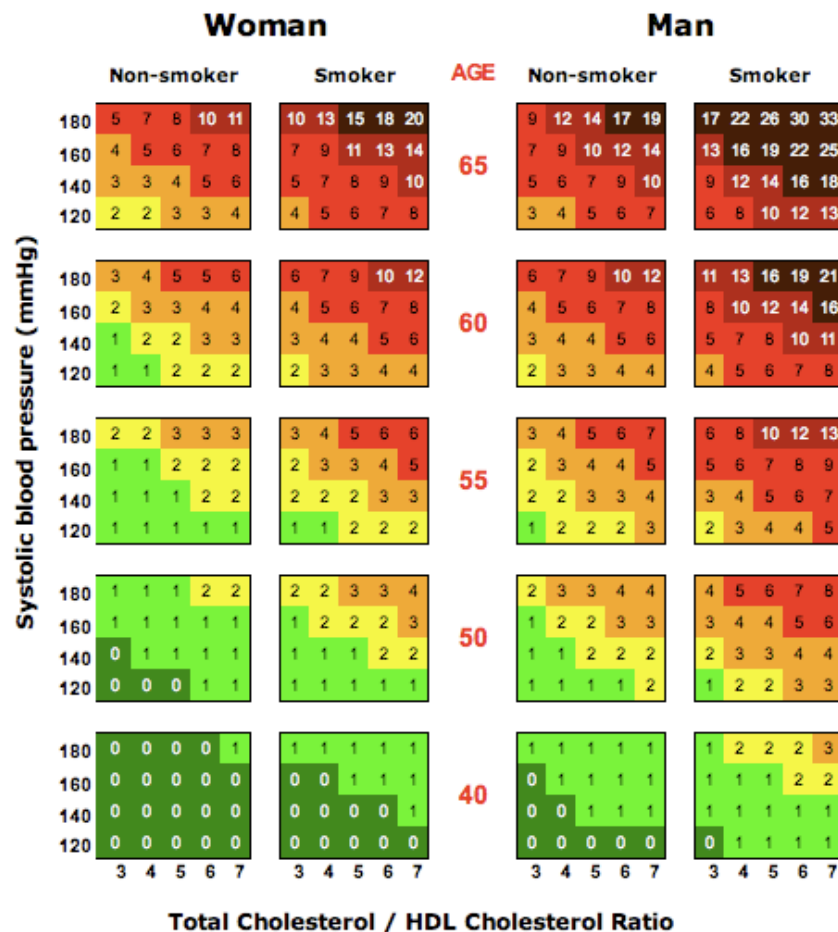 Woman Man
Non-smoker Smoker AGE Non-smoker Smoker
180 5 7 8 10 11 10 13 15 18 20 9 12 14 17 19 17 22 26 30 33
160 4 5 6 7 8 7 9 11 13 14 7 9 10 12 14 13 16 19 22 25
65
140 3 3 4 5 6 5 7 8 9 10 5 6 7 9 10 9 12 14 16 18
120 2 2 3 3 4 4 5 6 7 8 3 4 5 6 7 6 8 10 12 13
180 3 4 5 5 6 6 7 9 10 12 6 7 9 10 12 11 13 16 19 21
160 2 3 3 4 4 4 5 6 7 8 4 5 6 7 8 8 10 12 14 16
60
140 1 2 2 3 3 3 4 4 5 6 3 4 4 5 6 5 7 8 10 11
120 1 1 2 2 2 2 3 3 4 4 2 3 3 4 4 4 5 6 7 8
180 2 2 3 3 3 3 4 5 6 6 3 4 5 6 7 6 8 10 12 13
160 1 1 2 2 2 2 3 3 4 5 2 3 4 4 5 5 6 7 8 9
55
140 1 1 1 2 2 2 2 2 3 3 2 2 3 3 4 3 4 5 6 7
120 1 1 1 1 1 1 1 2 2 2 1 2 2 2 3 2 3 4 4 5
180 1 1 1 2 2 2 2 3 3 4 2 3 3 4 4 4 5 6 7 8
160 1 1 1 1 1 1 2 2 2 3 1 2 2 3 3 3 4 4 5 6
50
140 0 1 1 1 1 1 1 1 2 2 1 1 2 2 2 2 3 3 4 4
120 0 0 0 1 1 1 1 1 1 1 1 1 1 1 2 1 2 2 3 3
180 0 0 0 0 1 1 1 1 1 1 1 1 1 1 1 1 2 2 2 3
160 0 0 0 0 0 0 0 1 1 1 0 1 1 1 1 1 1 1 2 2
40
140 0 0 0 0 0 0 0 0 0 1 0 0 1 1 1 1 1 1 1 1
120 0 0 0 0 0 0 0 0 0 0 0 0 0 0 0 0 1 1 1 1
3 4 5 6 7 3 4 5 6 7 3 4 5 6 7 3 4 5 6 7
Systolic blood pressure (mmHg)
Total Cholesterol / HDL Cholesterol Ratio